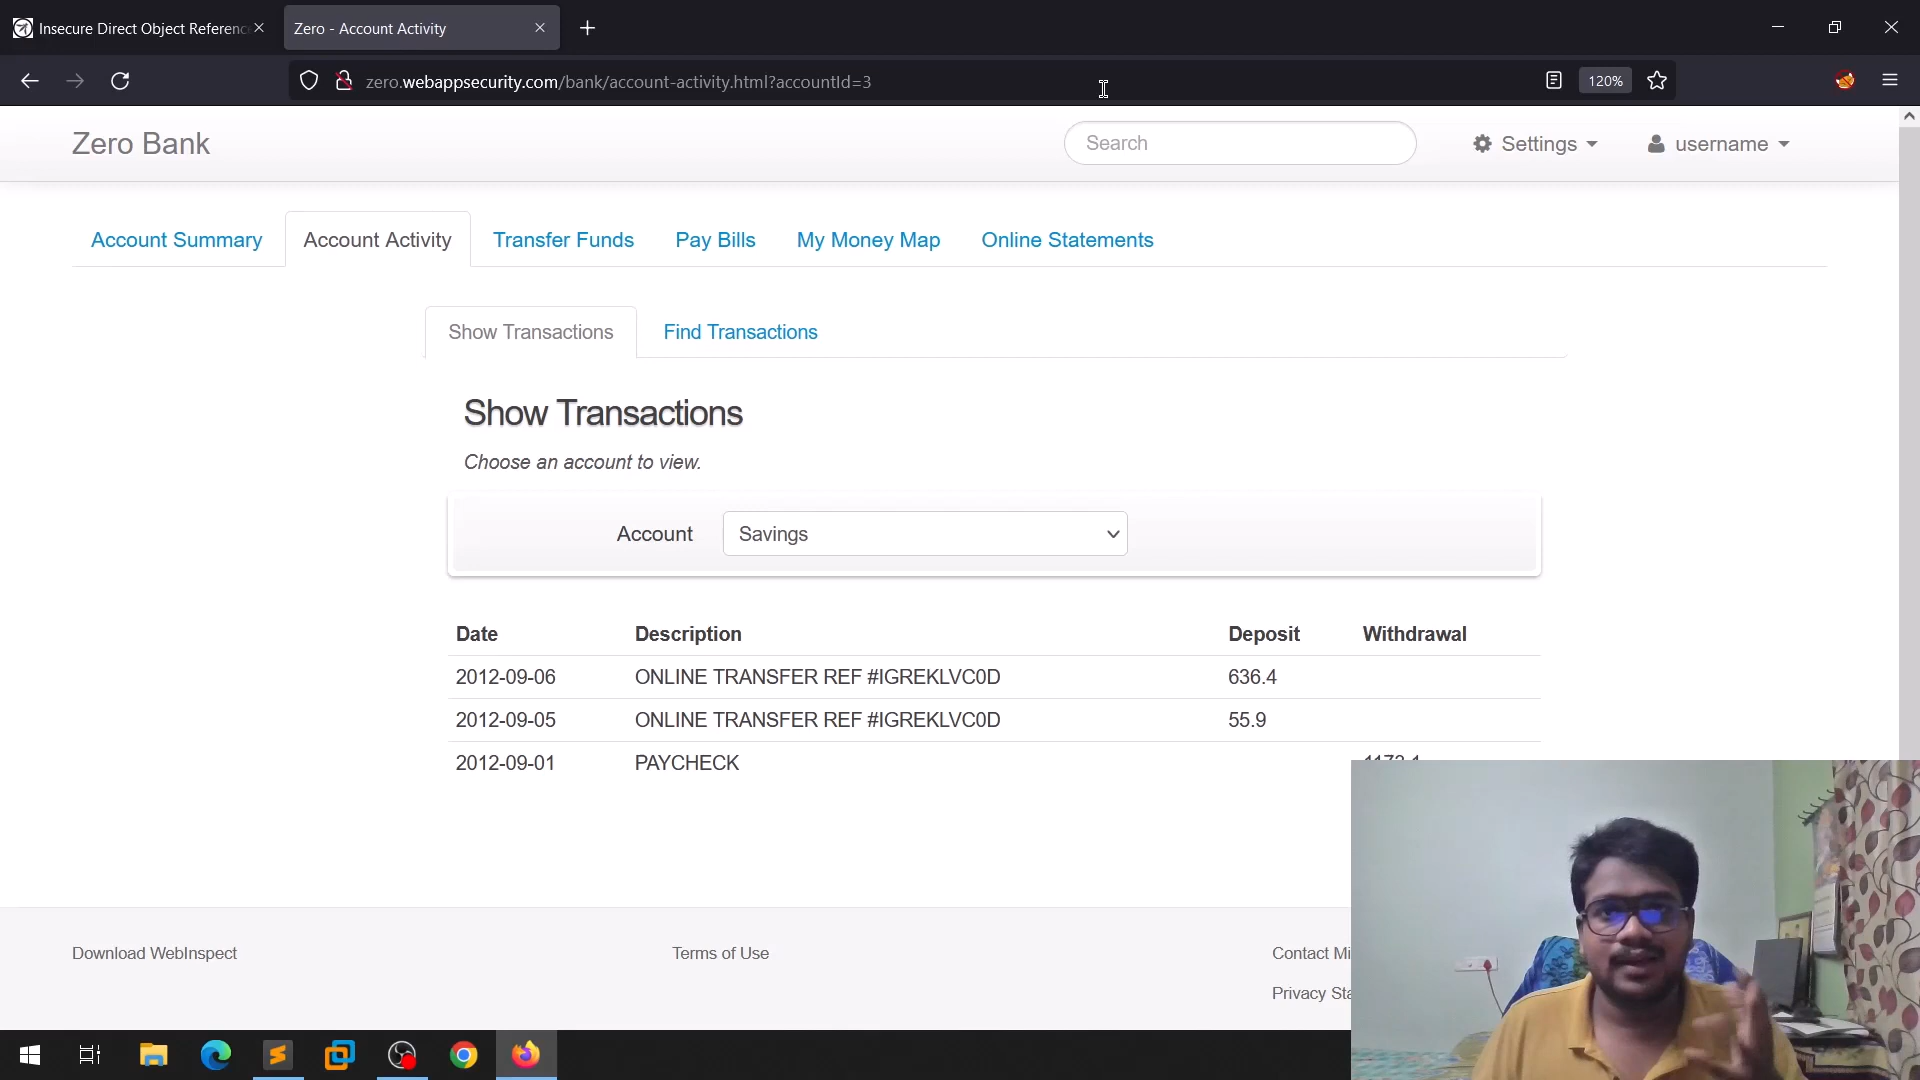 Insecure Direct Object Referenc
Zero - Account Activity
zero.webappsecurity.com/bank/account-activity.html?accountId=3
120%
Zero Bank
Search
Settings
username
Account Summary
Account Activity
Transfer Funds
Pay Bills
My Money Map
Online Statements
Show Transactions
Find Transactions
Show Transactions
Choose an account to view.
Account
Savings
Date Description Deposit Withdrawal
2012-09-06 ONLINE TRANSFER REF #IGREKLVC0D 636.4
2012-09-05 ONLINE TRANSFER REF #IGREKLVC0D 55.9
2012-09-01 PAYCHECK
Download WebInspect
Terms of Use
Contact Mi
Privacy Sta